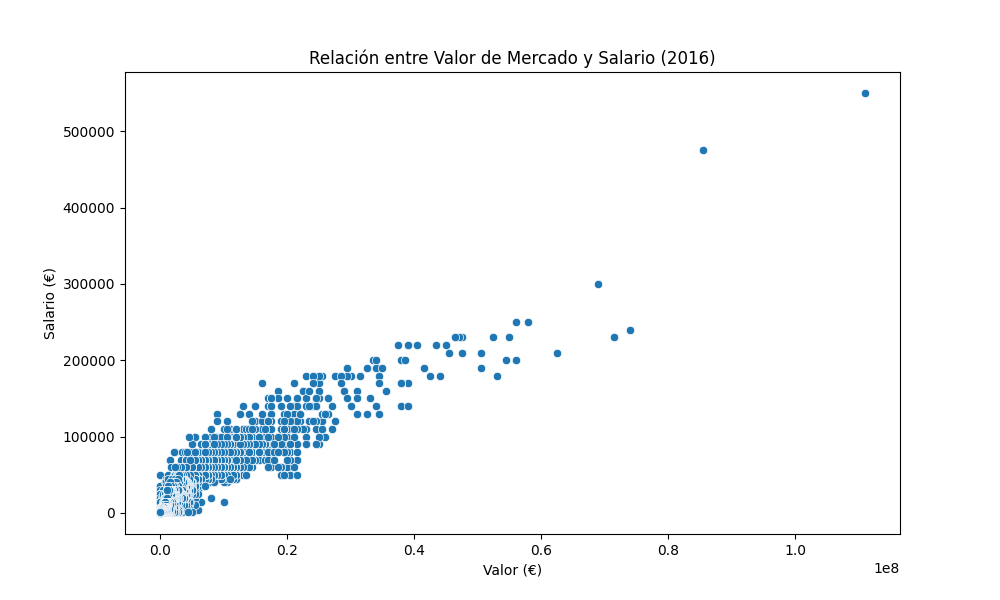 Relación entre Valor de Mercado y Salario (2016)
Salario (€)
500000
400000
300000
200000
100000
0
0.0 0.2 0.4 0.6 0.8 1.0
1e8
Valor (€)